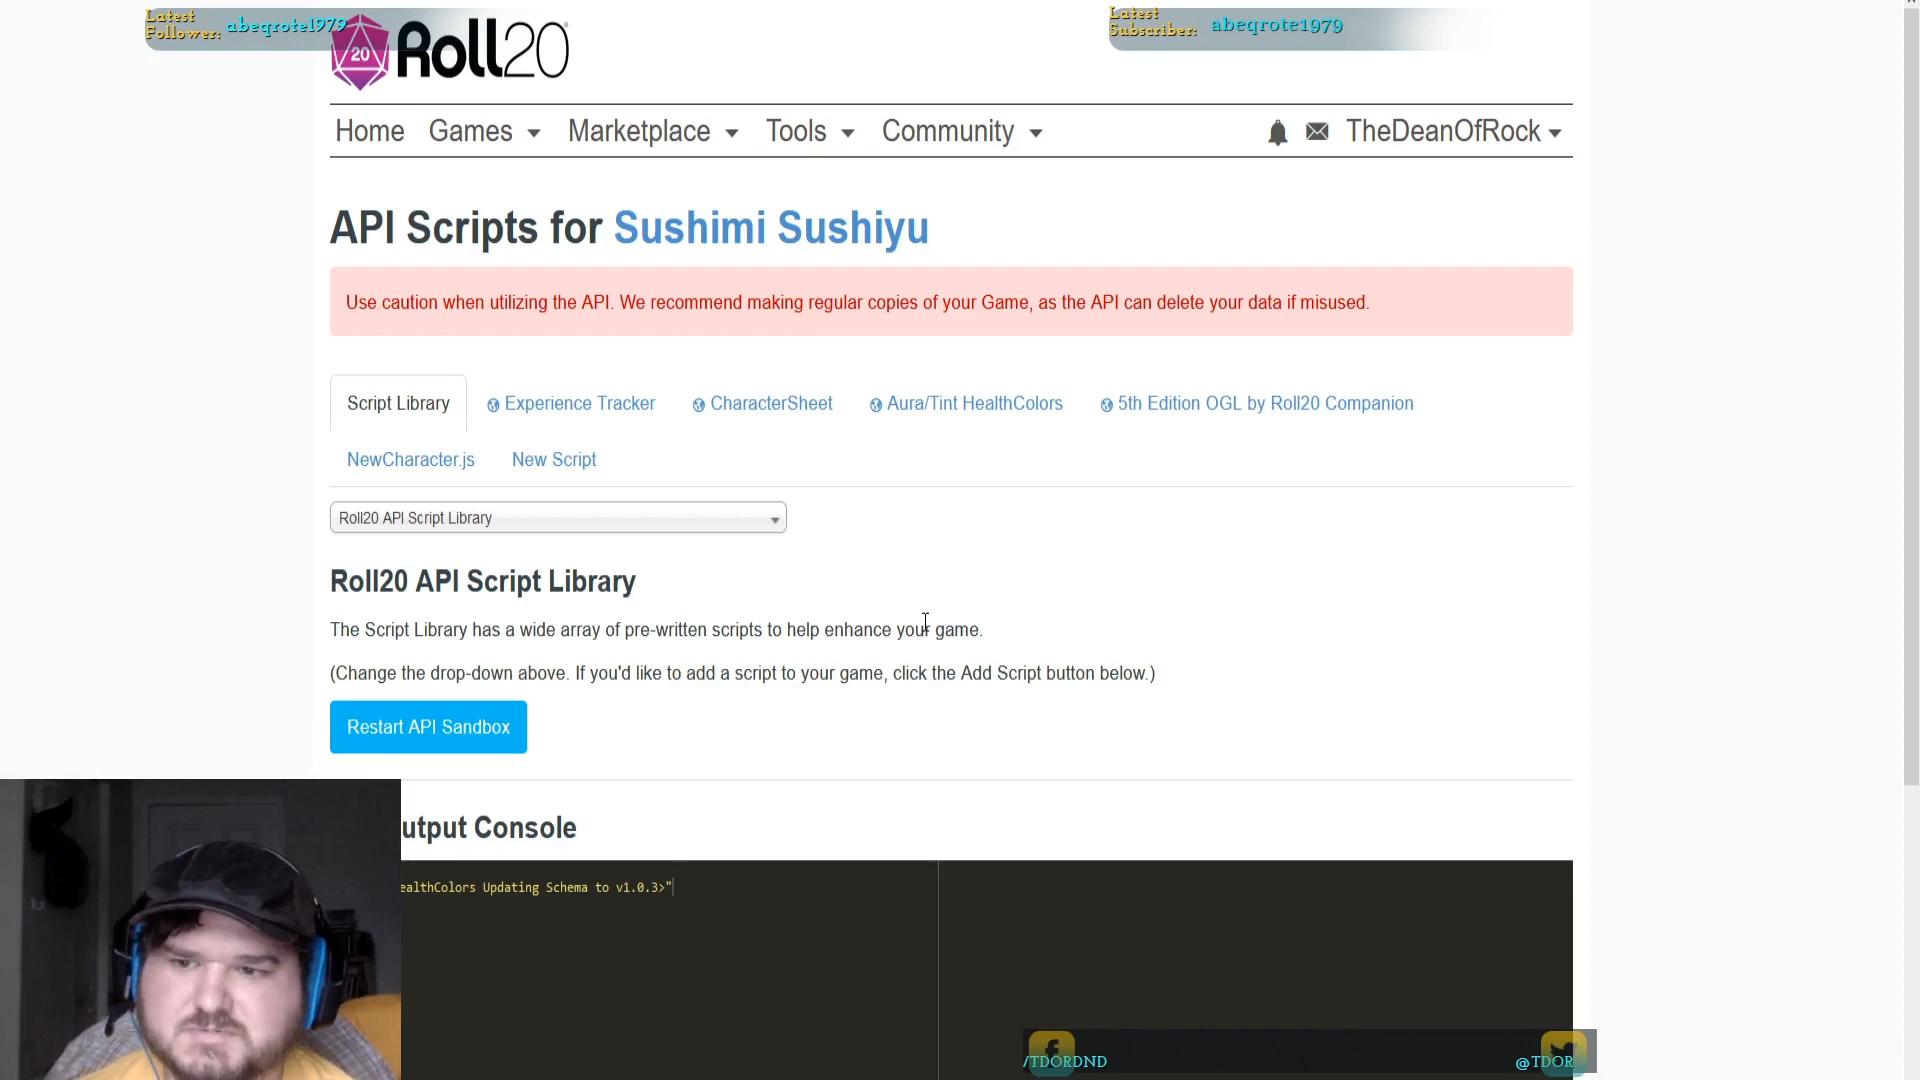 Latest
Follower: abeqrote1979
Latest
Subscriber: abeqrote1979
20 Roll20
Home Games Marketplace Tools Community TheDeanOfRock
API Scripts for Sushimi Sushiyu
Use caution when utilizing the API. We recommend making regular copies of your Game, as the API can delete your data if misused.
Script Library Experience Tracker CharacterSheet Aura/Tint HealthColors 5th Edition OGL by Roll20 Companion
NewCharacter.js New Script
Roll20 API Script Library
Roll20 API Script Library
The Script Library has a wide array of pre-written scripts to help enhance your game.
(Change the drop-down above. If you'd like to add a script to your game, click the Add Script button below.)
Restart API Sandbox
utput Console
ealthColors Updating Schema to v1.0.3>"
/TDORDND @TDOR